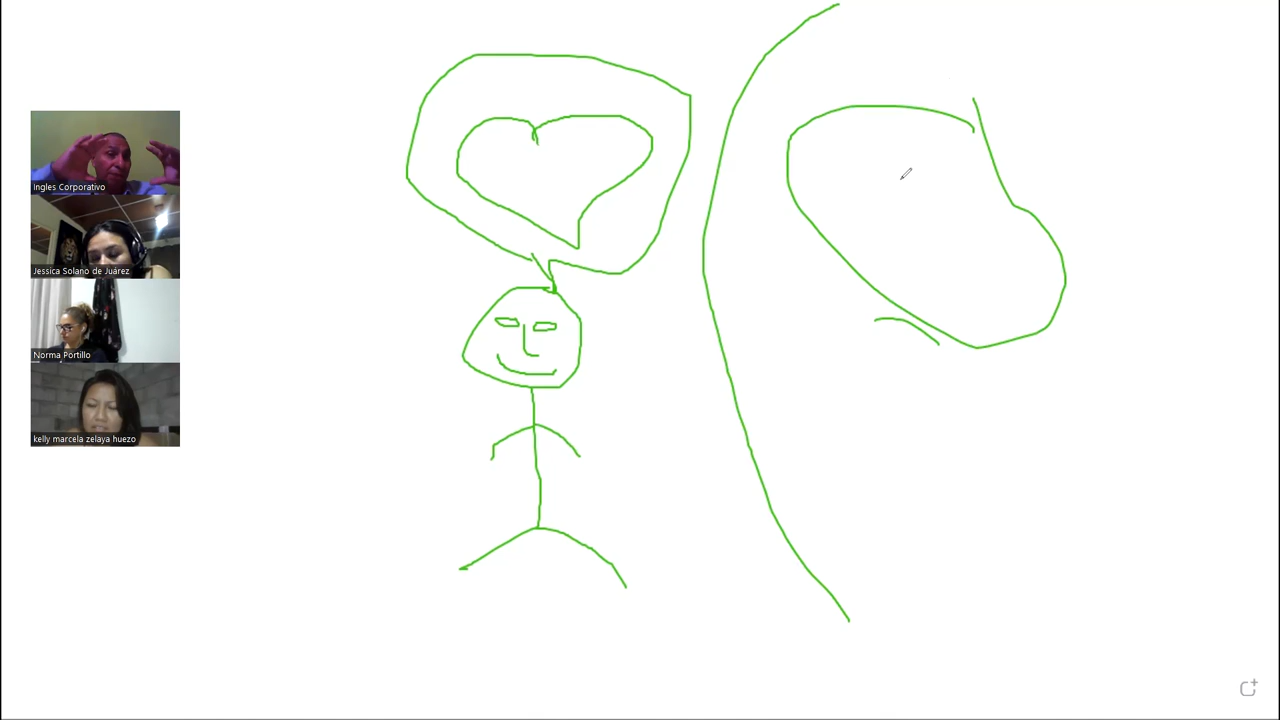 Ingles Corporativo
Jessica Solano de Juárez
Norma Portillo
kelly marcela zelaya huezo